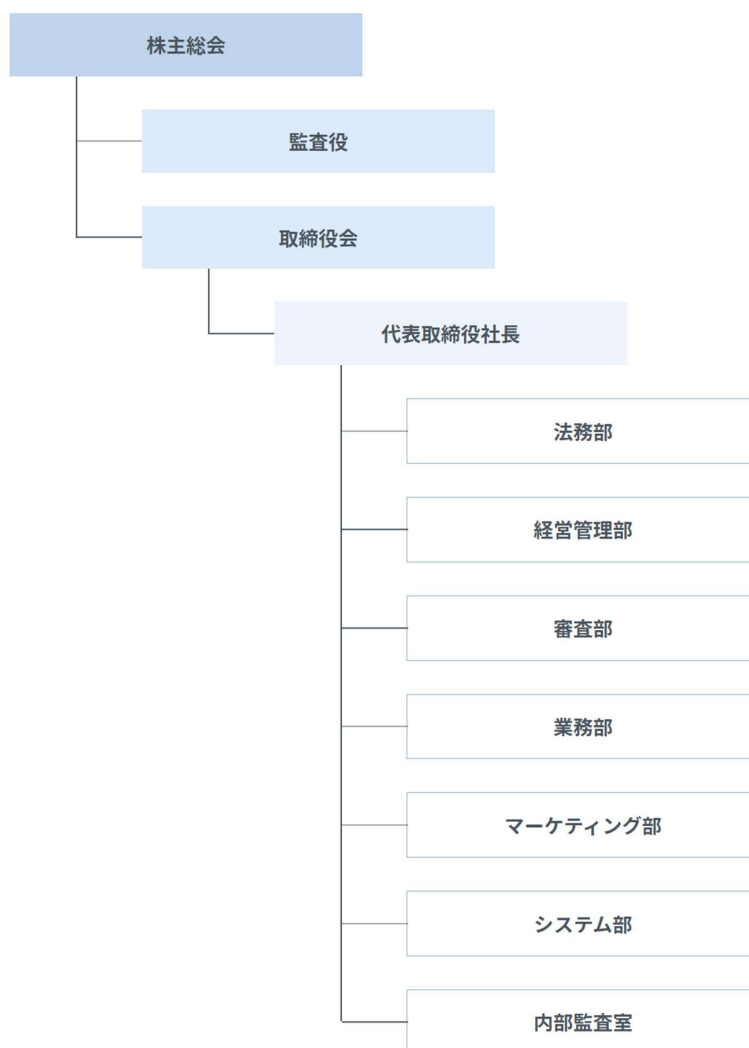 株主総会
監査役
取締役会
代表取締役社長
法務部
経営管理部
審査部
業務部
マーケティング部
システム部
内部監査室